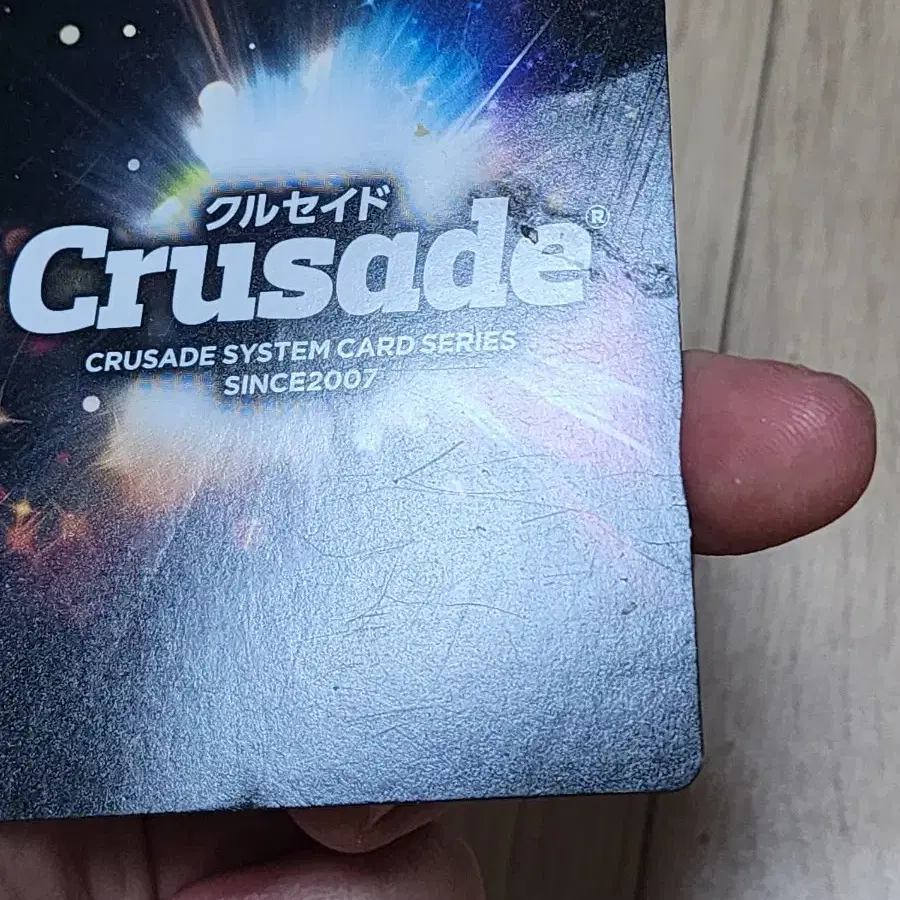 クルセイド
Crusade®
CRUSADE SYSTEM CARD SERIES
SINCE2007